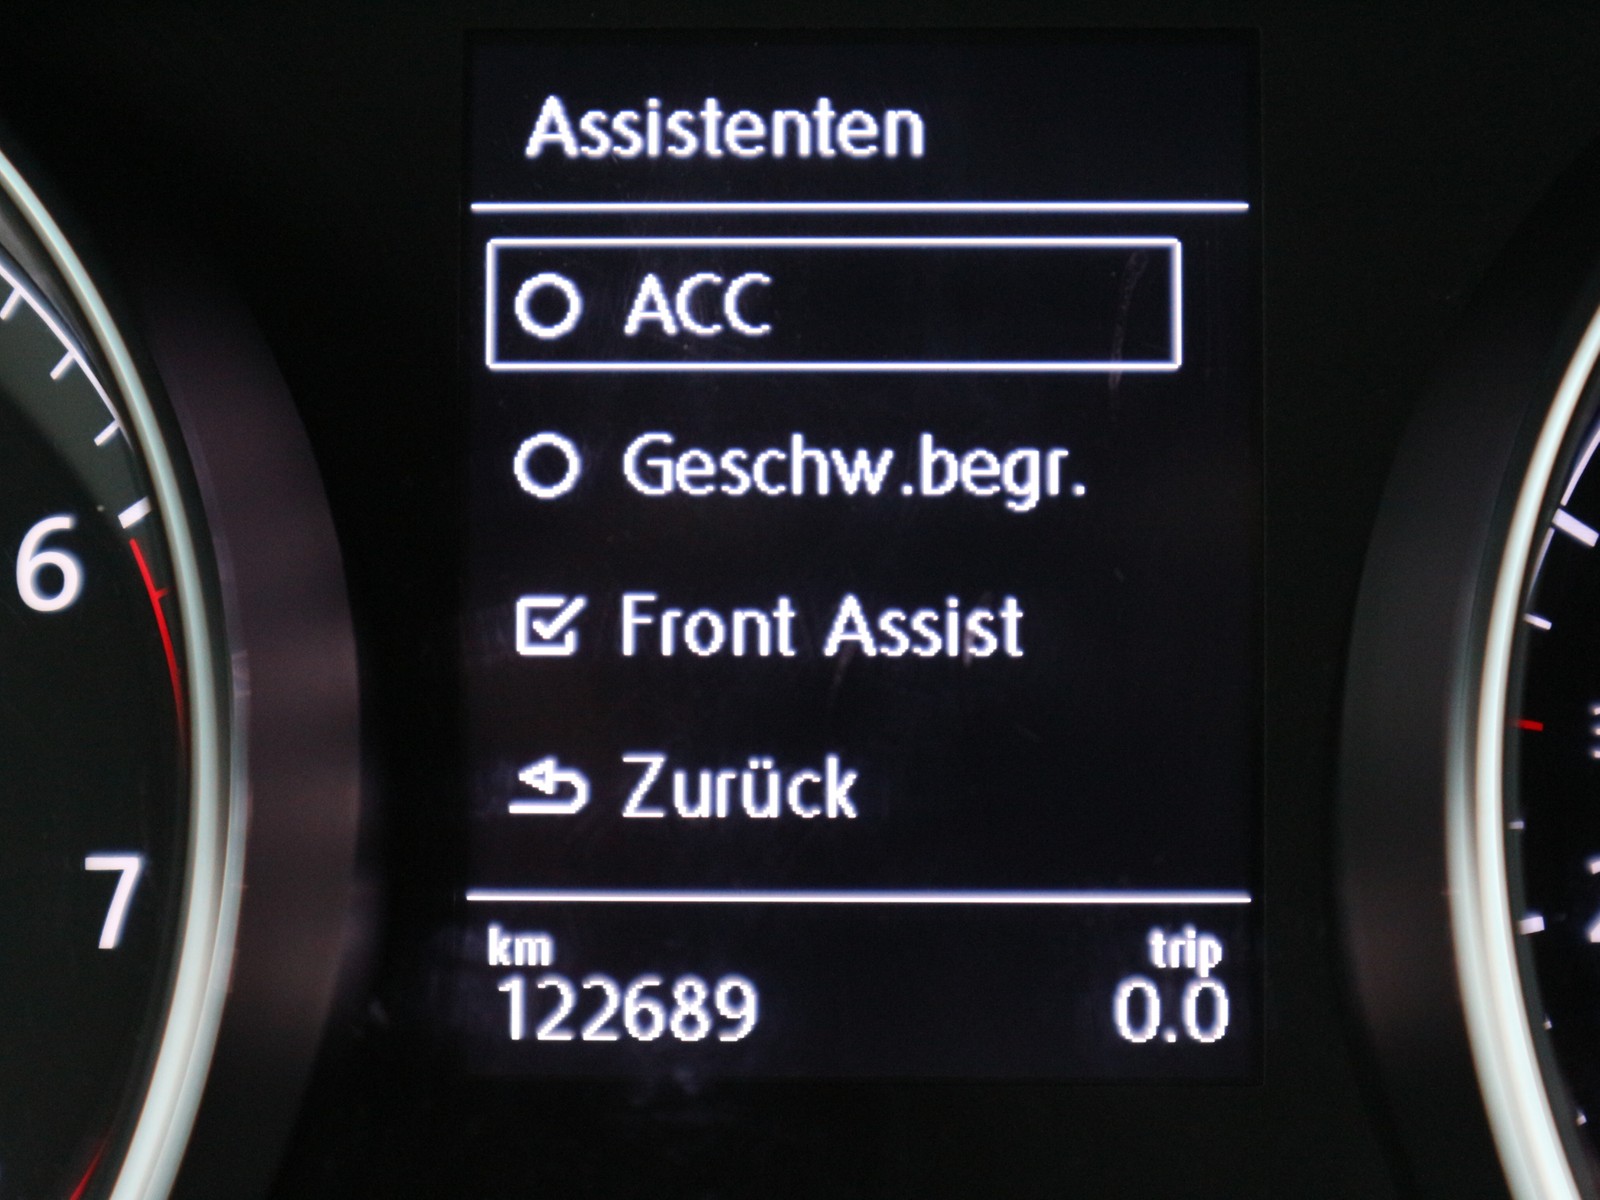 Assistenten
ACC
Geschw.begr.
Front Assist
Zurück
km trip
122689 0.0
6
7